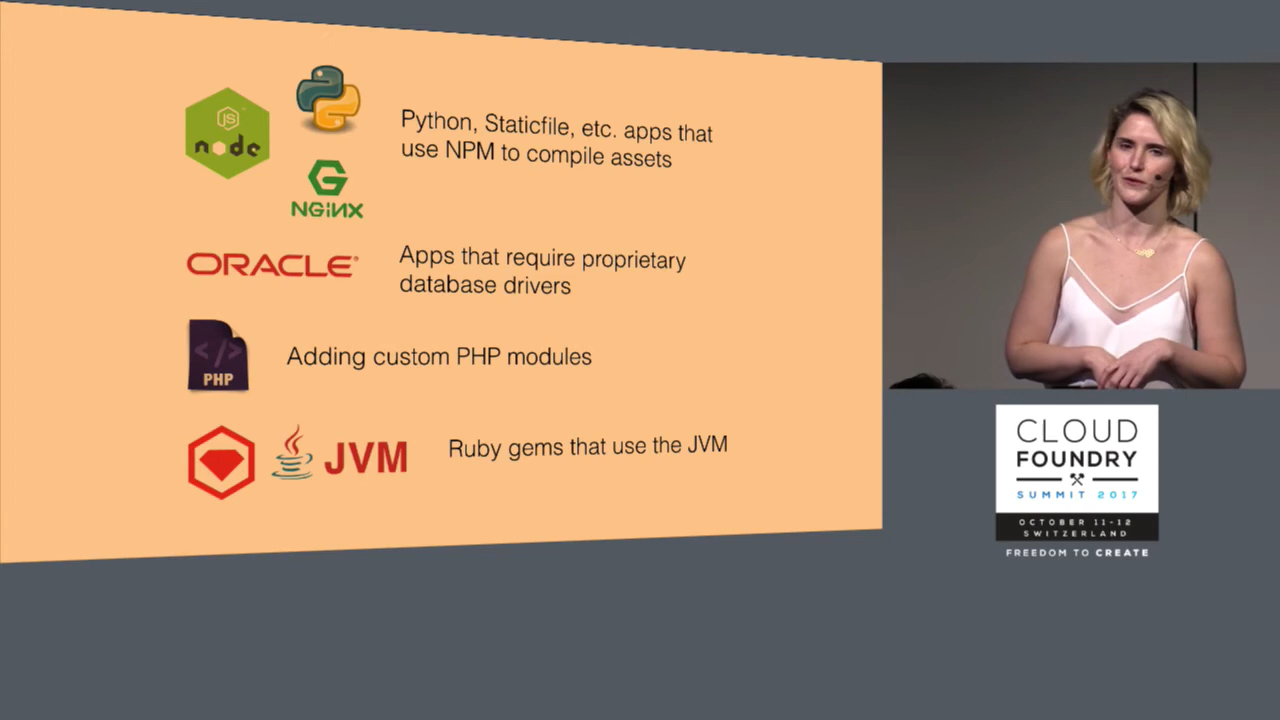 JS
node
NGINX
Python, Staticfile, etc. apps that
use NPM to compile assets
ORACLE®
Apps that require proprietary
database drivers
</>
PHP
Adding custom PHP modules
JVM
Ruby gems that use the JVM
CLOUD
FOUNDRY
SUMMIT 2017
OCTOBER 11-12
SWITZERLAND
FREEDOM TO CREATE